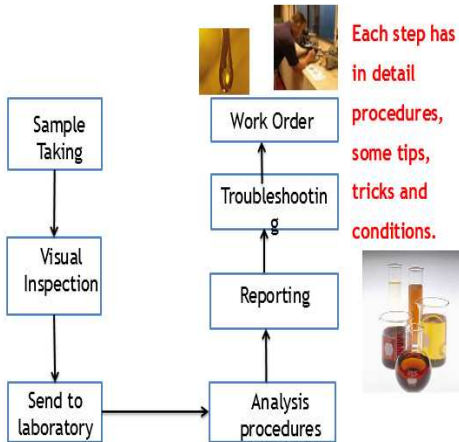 Sample
Taking
Visual
Inspection
Send to
laboratory
Analysis
procedures
Reporting
Troubleshootin
g
Work Order
Each step has
in detail
procedures,
some tips,
tricks and
conditions.